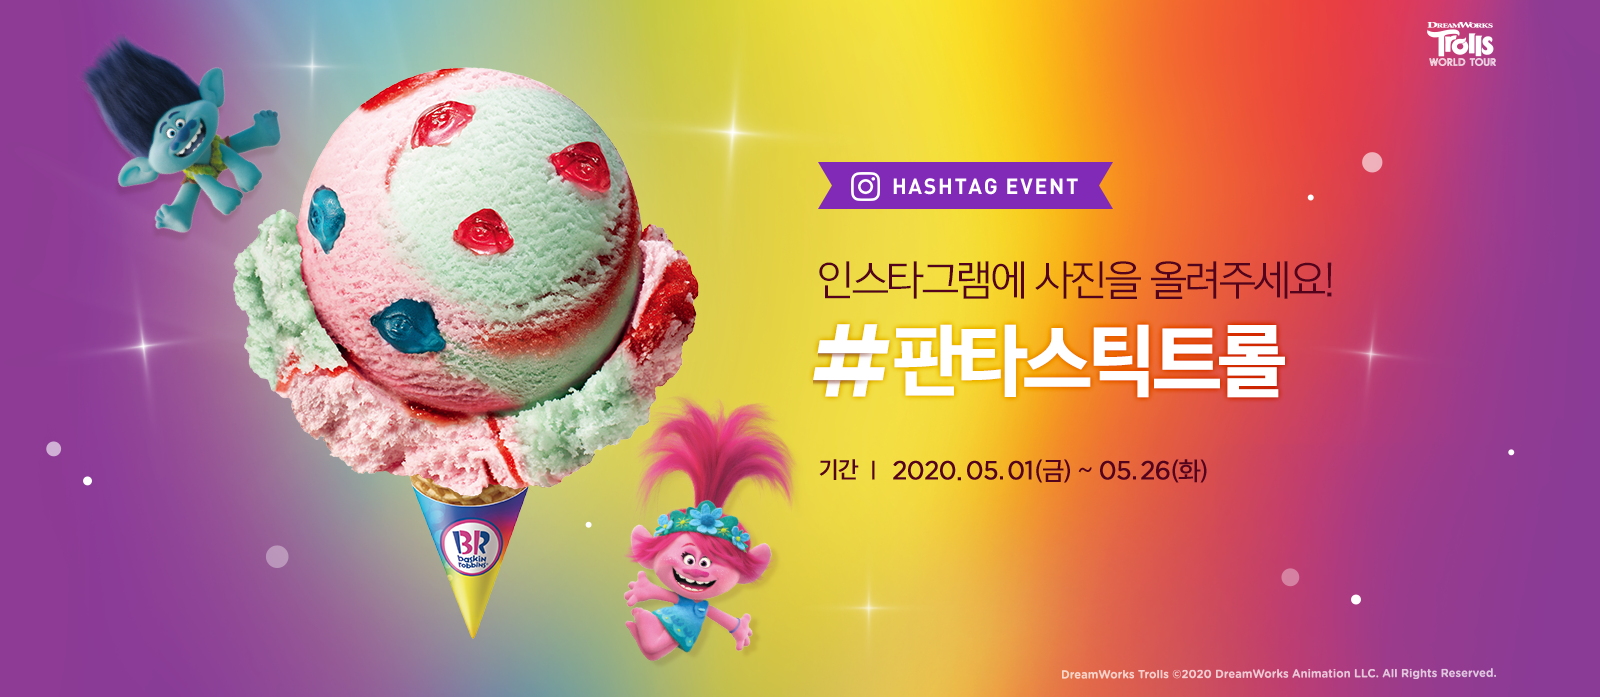 DREAMWORKS
Trolls
WORLD TOUR
HASHTAG EVENT
인스타그램에 사진을 올려주세요!
#판타스틱트롤
기간 | 2020.05.01(금) ~ 05.26(화)
BR
baskin
robbins
DreamWorks Trolls ©2020 DreamWorks Animation LLC. All Rights Reserved.